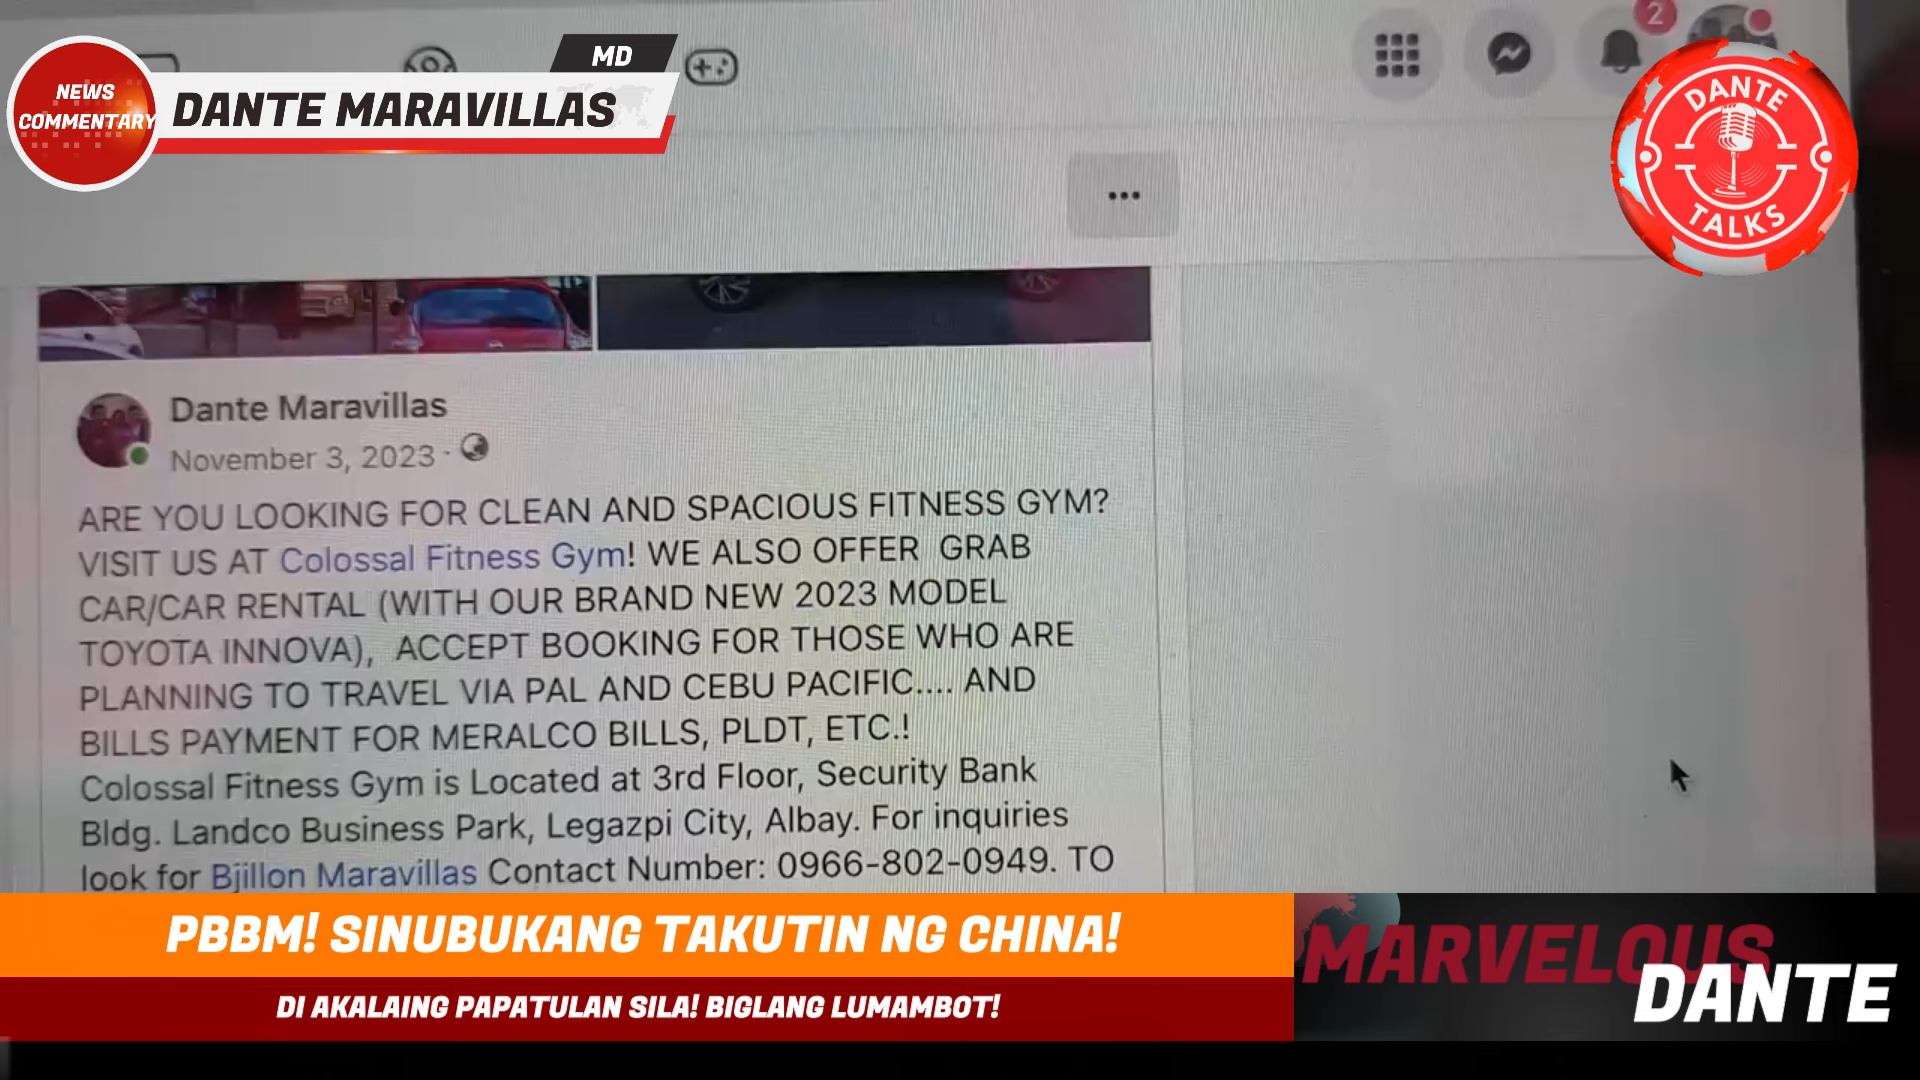 MD
NEWS
COMMENTARY
DANTE MARAVILLAS
2
DANTE
TALKS
Dante Maravillas
November 3, 2023
ARE YOU LOOKING FOR CLEAN AND SPACIOUS FITNESS GYM?
VISIT US AT Colossal Fitness Gym! WE ALSO OFFER GRAB
CAR/CAR RENTAL (WITH OUR BRAND NEW 2023 MODEL
TOYOTA INNOVA), ACCEPT BOOKING FOR THOSE WHO ARE
PLANNING TO TRAVEL VIA PAL AND CEBU PACIFIC.... AND
BILLS PAYMENT FOR MERALCO BILLS, PLDT, ETC.!
Colossal Fitness Gym is Located at 3rd Floor, Security Bank
Bldg. Landco Business Park, Legazpi City, Albay. For inquiries
look for Bjillon Maravillas Contact Number: 0966-802-0949. TO
PBBM! SINUBUKANG TAKUTIN NG CHINA!
DI AKALAING PAPATULAN SILA! BIGLANG LUMAMBOT!
MARVELOUS
DANTE